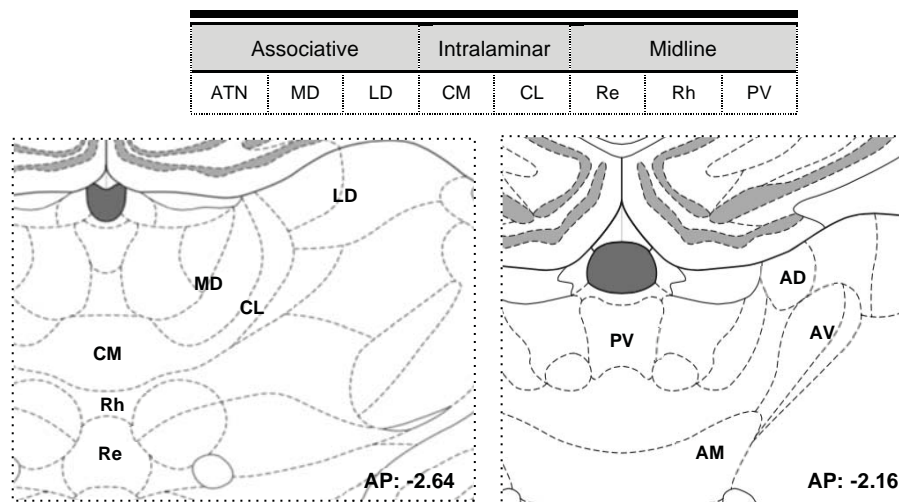 Associative Intralaminar Midline
ATN MD LD CM CL Re Rh PV
LD
MD
CL
CM
Rh
Re
AP: -2.64
AD
AV
PV
AM
AP: -2.16